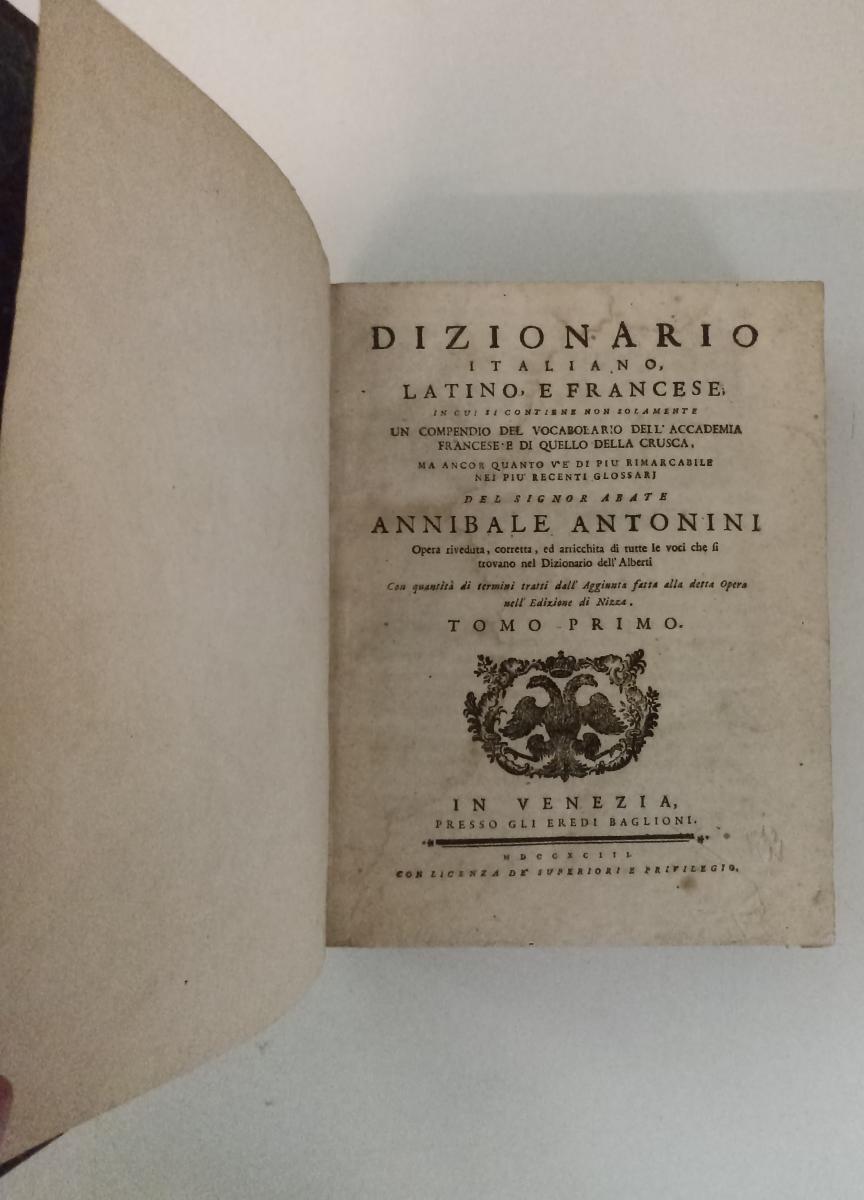 DIZIONARIO
ITALIANO,
LATINO, E FRANCESE;
IN CUI SI CONTIENE NON SOLAMENTE
UN COMPENDIO DEL VOCABOLARIO DELL' ACCADEMIA
FRANCESE E DI QUELLO DELLA CRUSCA,
MA ANCOR QUANTO V'E' DI PIU RIMARCABILE
NEI PIU' RECENTI GLOSSARJ
DEL SIGNOR ABATE
ANNIBALE ANTONINI
Opera riveduta, corretta, ed arricchita di tutte le voci che si
trovano nel Dizionario dell' Alberti
Con quantità di termini tratti dall' Aggiunta fatta alla detta Opera
nell' Edizione di Nizza.
TOMO PRIMO.
IN VENEZIA,
PRESSO GLI EREDI BAGLIONI.
MDCCXCIII.
CON LICENZA DE' SUPERIORI E PRIVILEGIO.